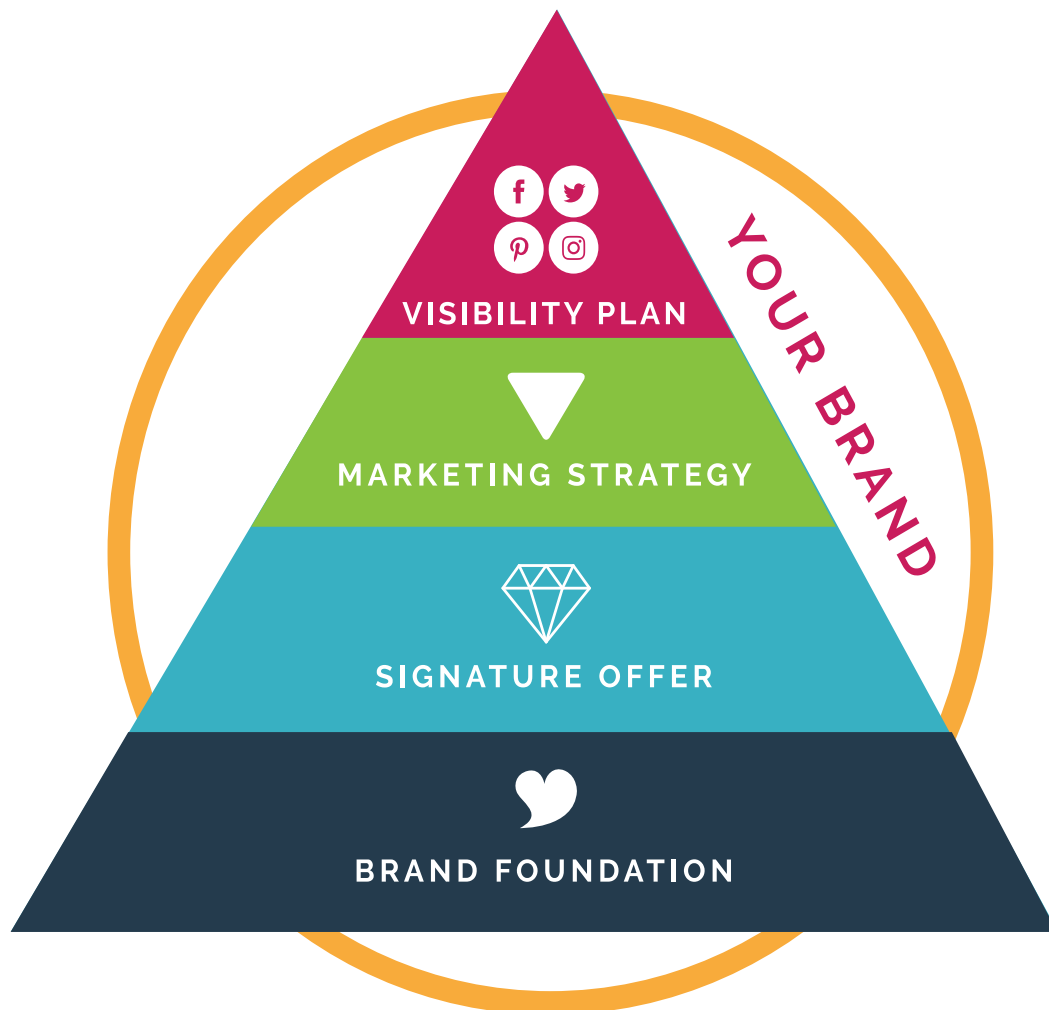 VISIBILITY PLAN
YOUR BRAND
MARKETING STRATEGY
SIGNATURE OFFER
BRAND FOUNDATION